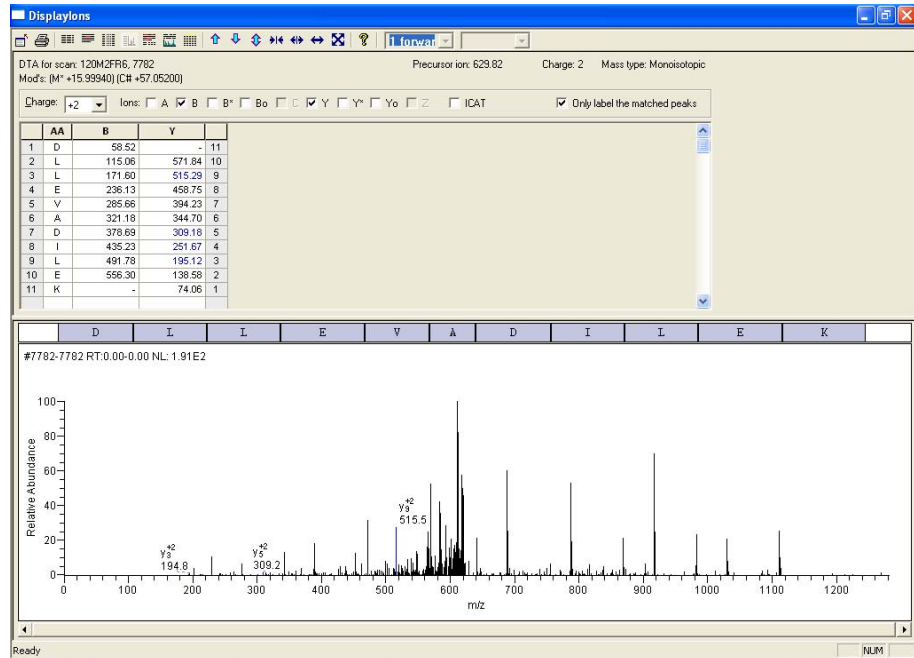 DisplayIons
1 forwar
DTA for scan: 120M2FR6, 7782 Precursor ion: 629.82 Charge: 2 Mass type: Monoisotopic
Mod's: (M* +15.99940) (C# +57.05200)
Charge: +2 Ions: A B B* Bo C Y Y* Yo Z ICAT Only label the matched peaks
AA B Y
1 D 58.52 - 11
2 L 115.06 571.84 10
3 L 171.60 515.29 9
4 E 236.13 458.75 8
5 V 285.66 394.23 7
6 A 321.18 344.70 6
7 D 378.69 309.18 5
8 I 435.23 251.67 4
9 L 491.78 195.12 3
10 E 556.30 138.58 2
11 K - 74.06 1
D L L E V A D I L E K
#7782-7782 RT:0.00-0.00 NL: 1.91E2
100
80
60
40
20
0
Relative Abundance
y9+2
515.5
y3+2
194.8
y5+2
309.2
0 100 200 300 400 500 600 700 800 900 1000 1100 1200
m/z
Ready NUM